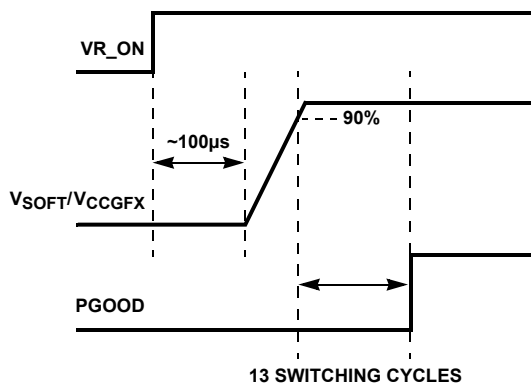 VR_ON
90%
~100µs
VSOFT/VCCGFX
PGOOD
13 SWITCHING CYCLES